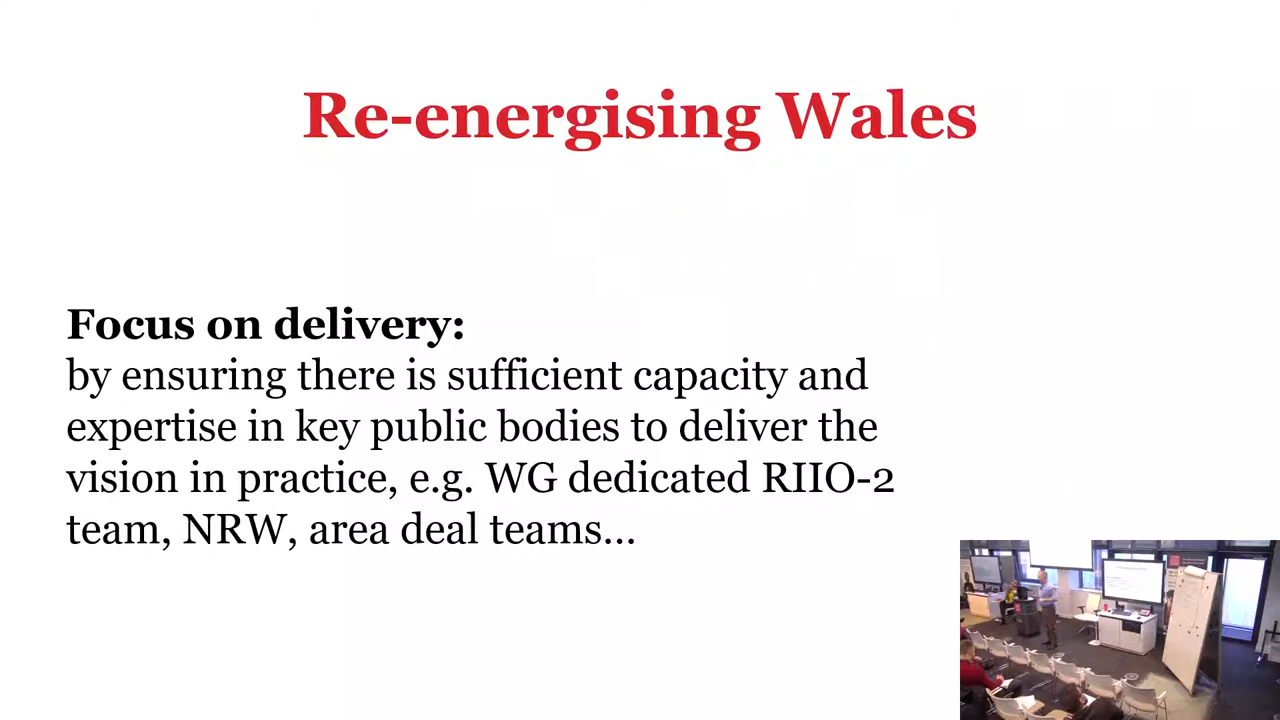 Re-energising Wales
Focus on delivery:
by ensuring there is sufficient capacity and
expertise in key public bodies to deliver the
vision in practice, e.g. WG dedicated RIIO-2
team, NRW, area deal teams...